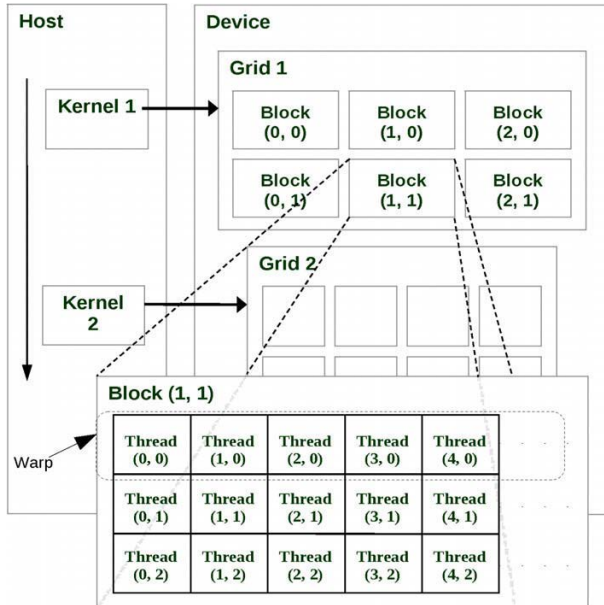 Host
Device
Grid 1
Kernel 1
Block
(0, 0)
Block
(1, 0)
Block
(2, 0)
Block
(0, 1)
Block
(1, 1)
Block
(2, 1)
Grid 2
Kernel
2
Block (1, 1)
Warp
Thread
(0, 0)
Thread
(1, 0)
Thread
(2, 0)
Thread
(3, 0)
Thread
(4, 0)
Thread
(0, 1)
Thread
(1, 1)
Thread
(2, 1)
Thread
(3, 1)
Thread
(4, 1)
Thread
(0, 2)
Thread
(1, 2)
Thread
(2, 2)
Thread
(3, 2)
Thread
(4, 2)